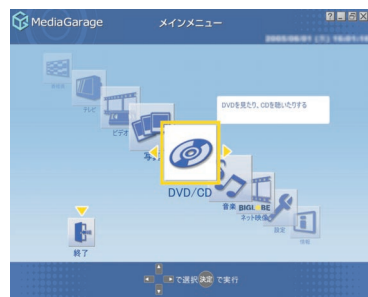 MediaGarage
メインメニュー
テレビ
ビデオ
写真
DVDを見たり、CDを聴いたりする
DVD/CD
音楽
BIGLOBE
ネット映像
設定
終了
で選択 決定 で実行